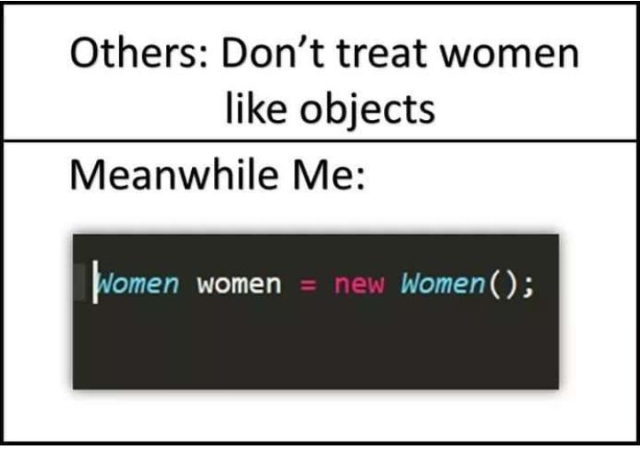 Others: Don’t treat women
like objects
Meanwhile Me:
Women women = new Women();